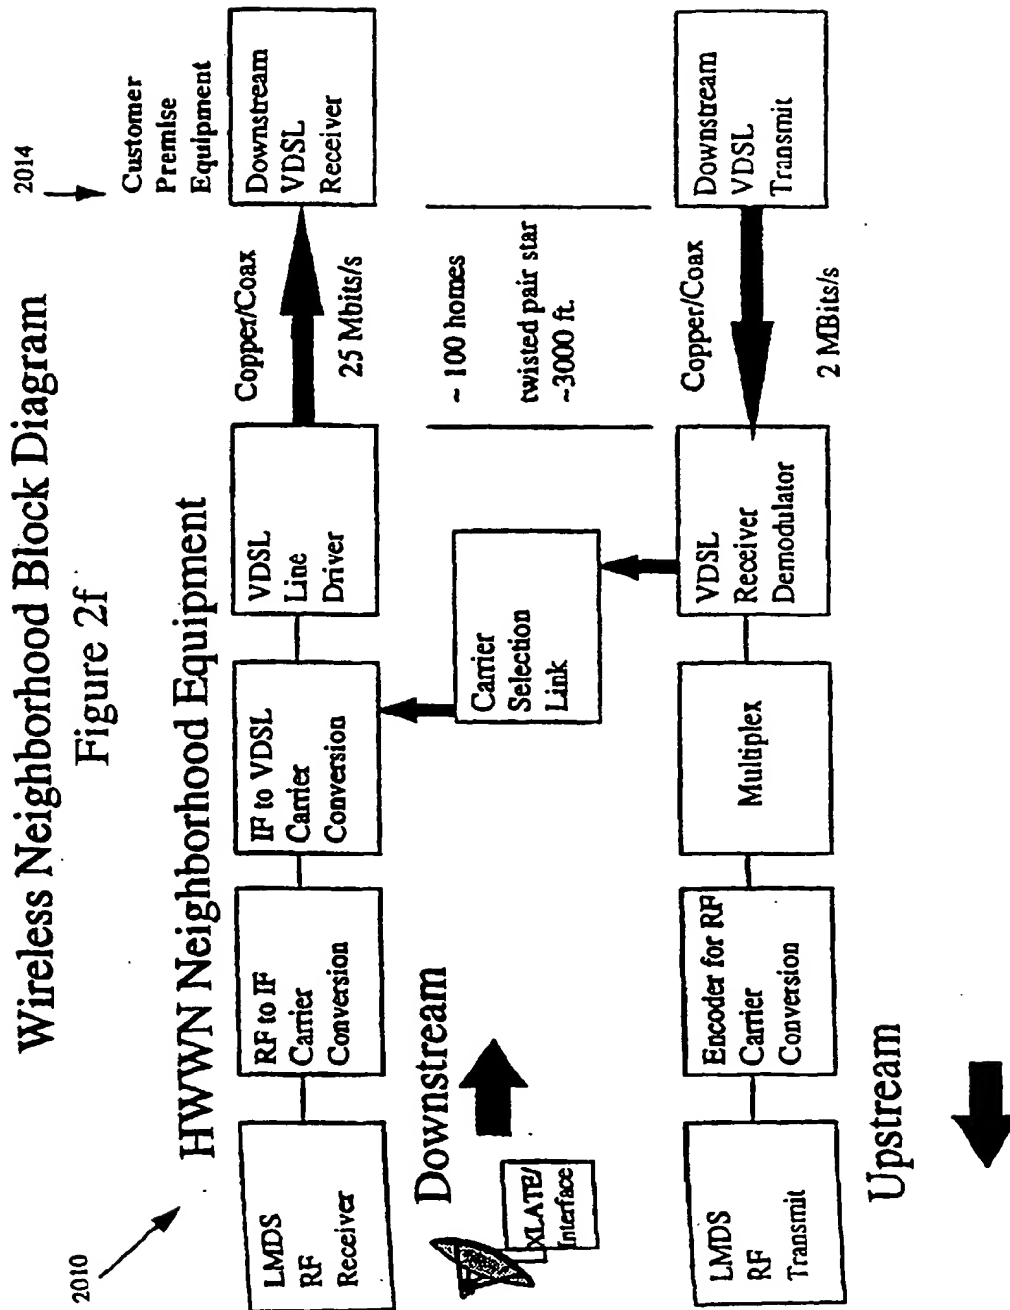 Wireless Neighborhood Block Diagram
Figure 2f
2010
HWWN Neighborhood Equipment
2014
Customer
Premise
Equipment
LMDS
RF
Receiver
RF to IF
Carrier
Conversion
IF to VDSL
Carrier
Conversion
VDSL
Line
Driver
Copper/Coax
25 Mbits/s
Downstream
VDSL
Receiver
Downstream
XLATE/
Interface
Carrier
Selection
Link
~ 100 homes
twisted pair star
~3000 ft.
LMDS
RF
Transmit
Encoder for RF
Carrier
Conversion
Multiplex
VDSL
Receiver
Demodulator
Copper/Coax
2 MBits/s
Downstream
VDSL
Transmit
Upstream